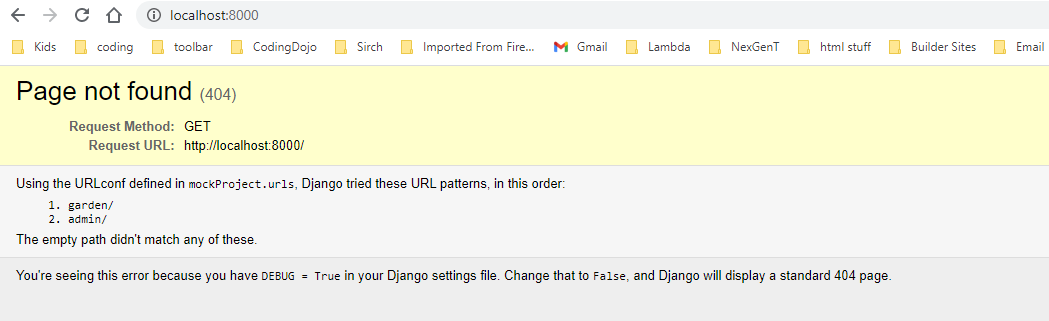 localhost:8000
Kids coding toolbar CodingDojo Sirch Imported From Fire... Gmail Lambda NexGenT html stuff Builder Sites Email
Page not found (404)
Request Method: GET
Request URL: http://localhost:8000/
Using the URLconf defined in mockProject.urls, Django tried these URL patterns, in this order:
1. garden/
2. admin/
The empty path didn't match any of these.
You're seeing this error because you have DEBUG = True in your Django settings file. Change that to False, and Django will display a standard 404 page.